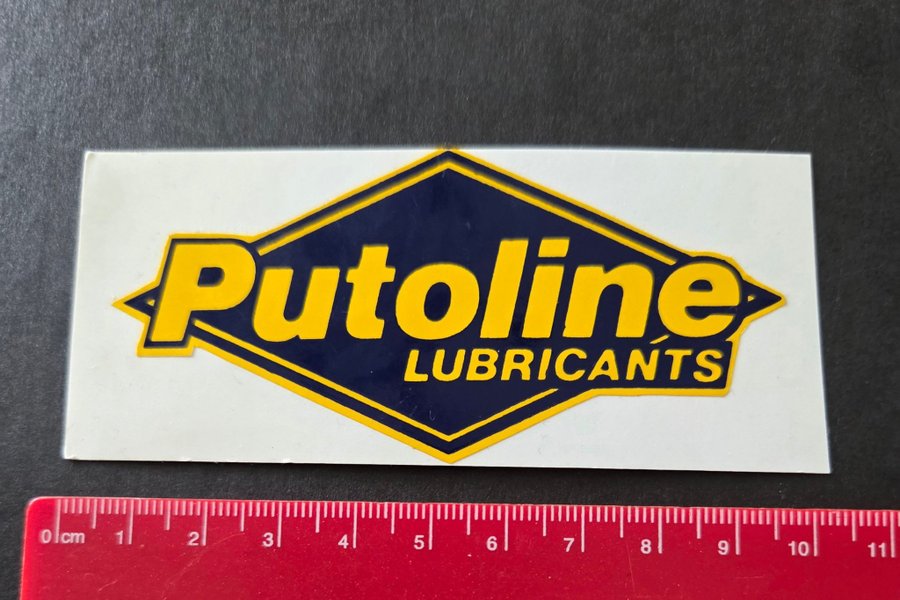 Putoline
LUBRICANTS
0 cm 1 2 3 4 5 6 7 8 9 10 11